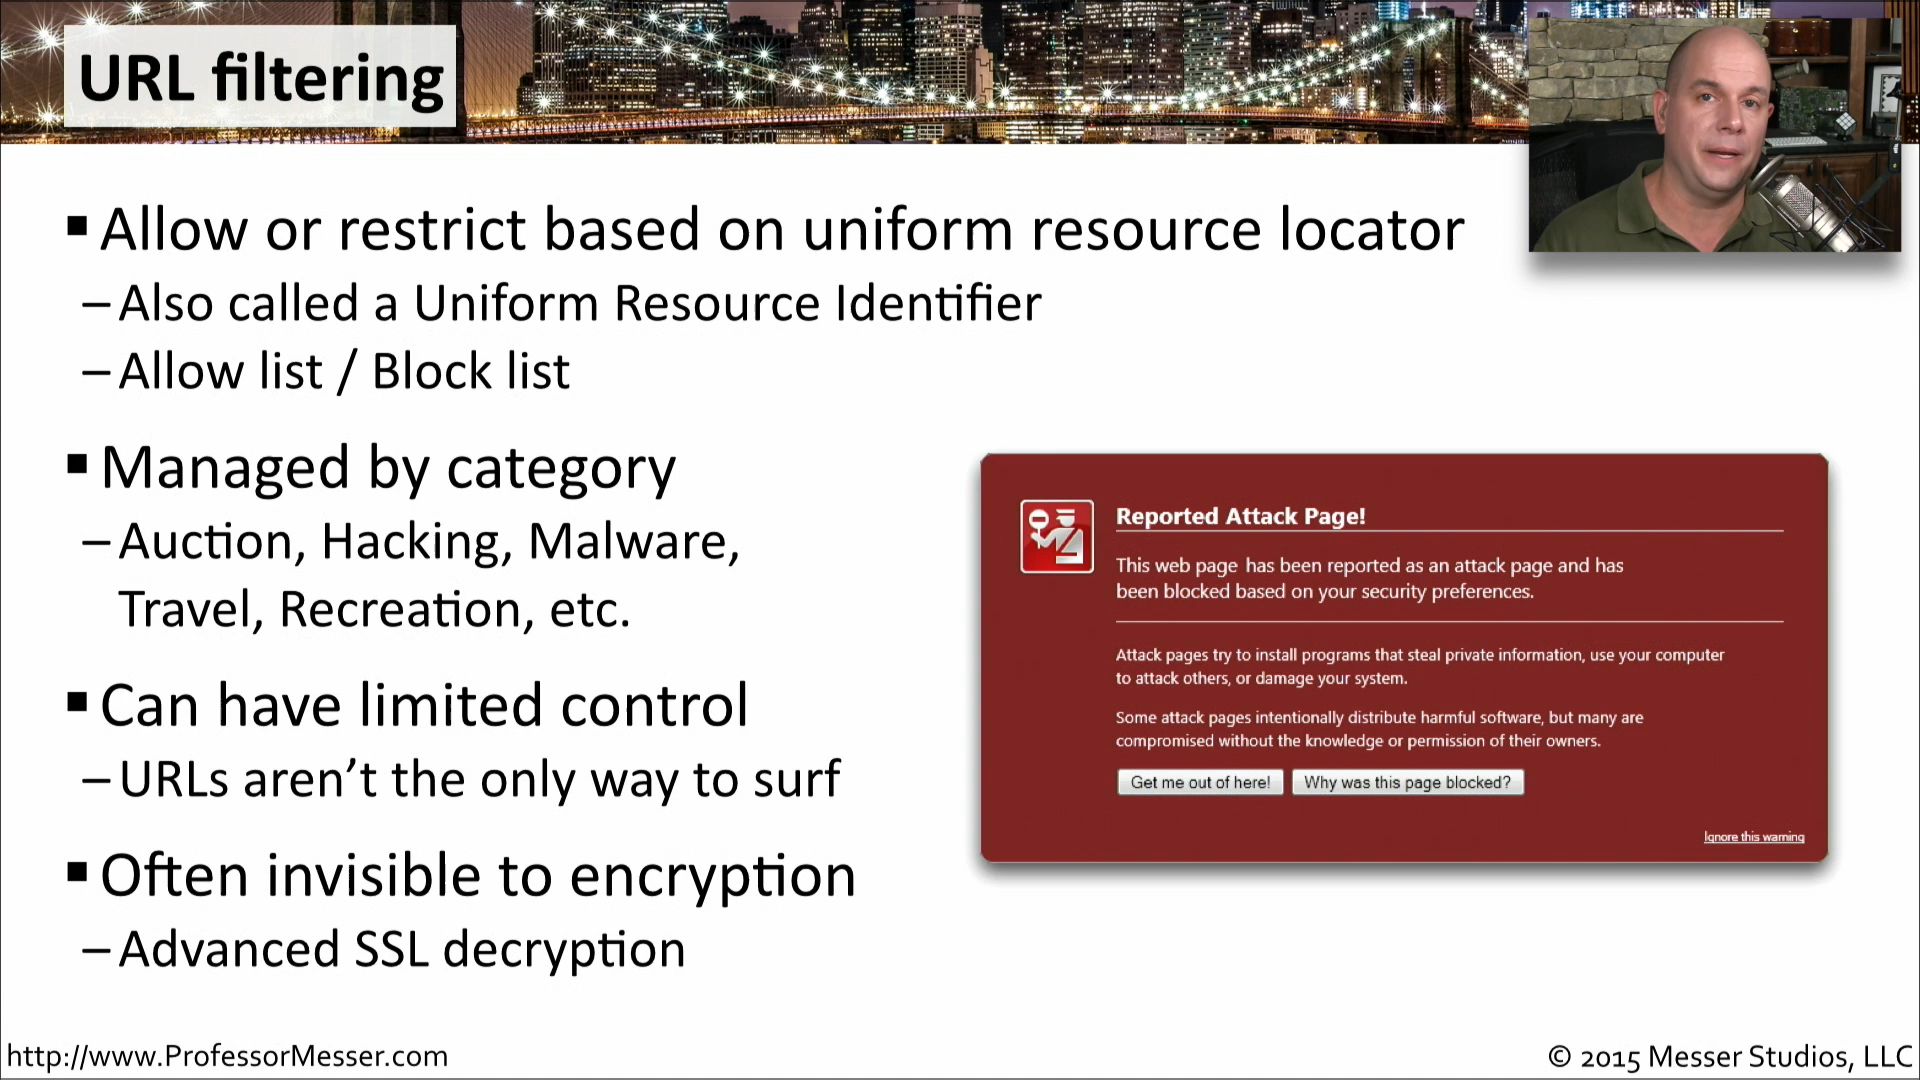 URL filtering
▪ Allow or restrict based on uniform resource locator
– Also called a Uniform Resource Identifier
– Allow list / Block list
▪ Managed by category
– Auction, Hacking, Malware,
Travel, Recreation, etc.
▪ Can have limited control
– URLs aren’t the only way to surf
▪ Often invisible to encryption
– Advanced SSL decryption
Reported Attack Page!
This web page has been reported as an attack page and has
been blocked based on your security preferences.
Attack pages try to install programs that steal private information, use your computer
to attack others, or damage your system.
Some attack pages intentionally distribute harmful software, but many are
compromised without the knowledge or permission of their owners.
Get me out of here! Why was this page blocked?
Ignore this warning
http://www.ProfessorMesser.com
© 2015 Messer Studios, LLC